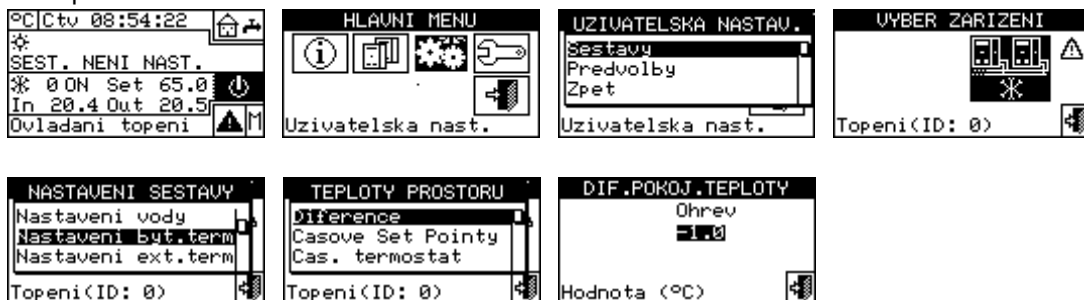 °C Ctv 08:54:22
SEST. NENI NAST.
0 ON Set 65.0
In 20.4 Out 20.5
Ovladani topeni M
HLAVNI MENU
Uzivatelska nast.
UZIVATELSKA NASTAV.
Sestavy
Predvolby
Zpet
Uzivatelska nast.
VYBER ZARIZENI
Topeni(ID: 0)
NASTAVENI SESTAVY
Nastaveni vody
Nastaveni byt.term
Nastaveni ext.term
Topeni(ID: 0)
TEPLOTY PROSTORU
Diference
Casove Set Pointy
Cas. termostat
Topeni(ID: 0)
DIF.POKOJ.TEPLOTY
Ohrev
-1.0
Hodnota (°C)